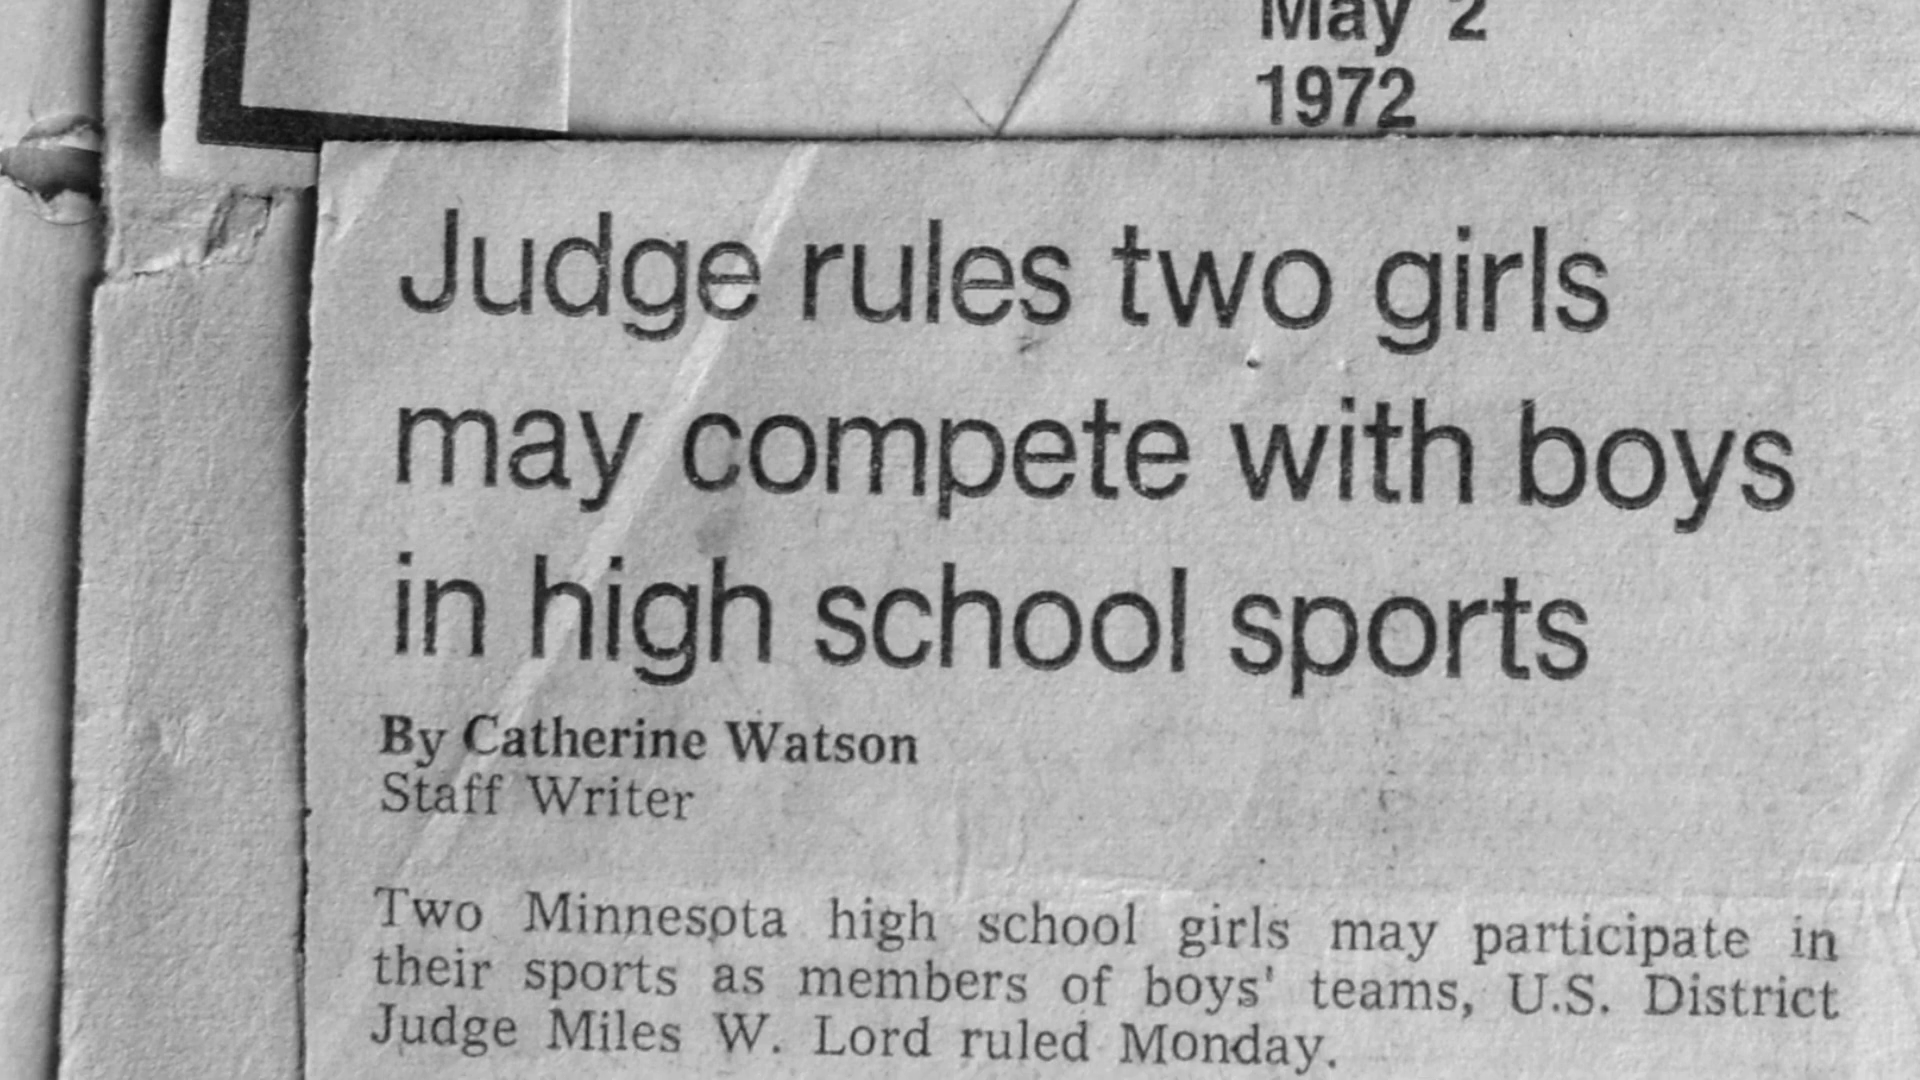 May 2
1972
Judge rules two girls
may compete with boys
in high school sports
By Catherine Watson
Staff Writer
Two Minnesota high school girls may participate in
their sports as members of boys' teams, U.S. District
Judge Miles W. Lord ruled Monday.